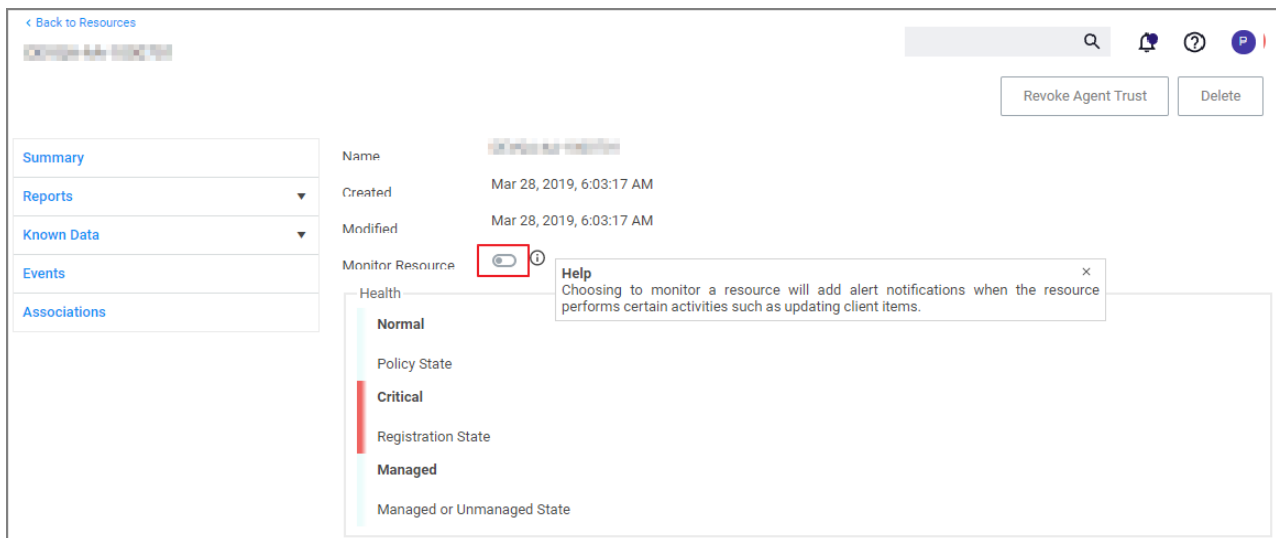 ‹ Back to Resources
P
Revoke Agent Trust
Delete
Summary
Reports
Known Data
Events
Associations
Name
Created
Mar 28, 2019, 6:03:17 AM
Modified
Mar 28, 2019, 6:03:17 AM
Monitor Resource
Help
Choosing to monitor a resource will add alert notifications when the resource
performs certain activities such as updating client items.
Health
Normal
Policy State
Critical
Registration State
Managed
Managed or Unmanaged State